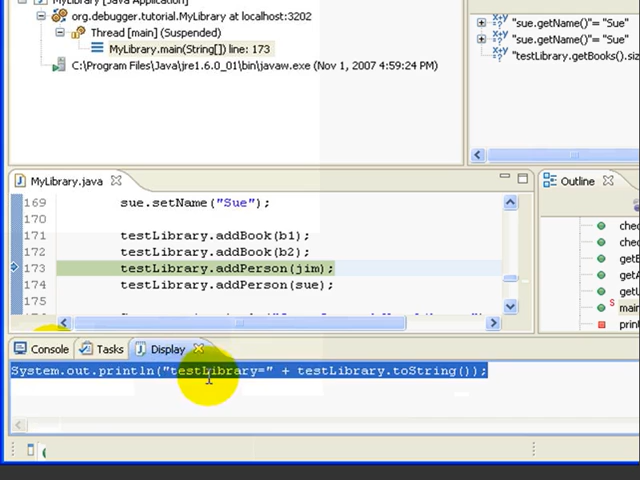 MyLibrary [Java Application]
org.debugger.tutorial.MyLibrary at localhost:3202
Thread [main] (Suspended)
MyLibrary.main(String[]) line: 173
C:\Program Files\Java\jre1.6.0_01\bin\javaw.exe (Nov 1, 2007 4:59:24 PM)
"sue.getName()"= "Sue"
"sue.getName()"= "Sue"
"testLibrary.getBooks().siz
MyLibrary.java
169 sue.setName("Sue");
170
171 testLibrary.addBook(b1);
172 testLibrary.addBook(b2);
173 testLibrary.addPerson(jim);
174 testLibrary.addPerson(sue);
175
Outline
chec
chec
getB
getA
getU
S
main
print
Console
Tasks
Display
System.out.println("testLibrary=" + testLibrary.toString());